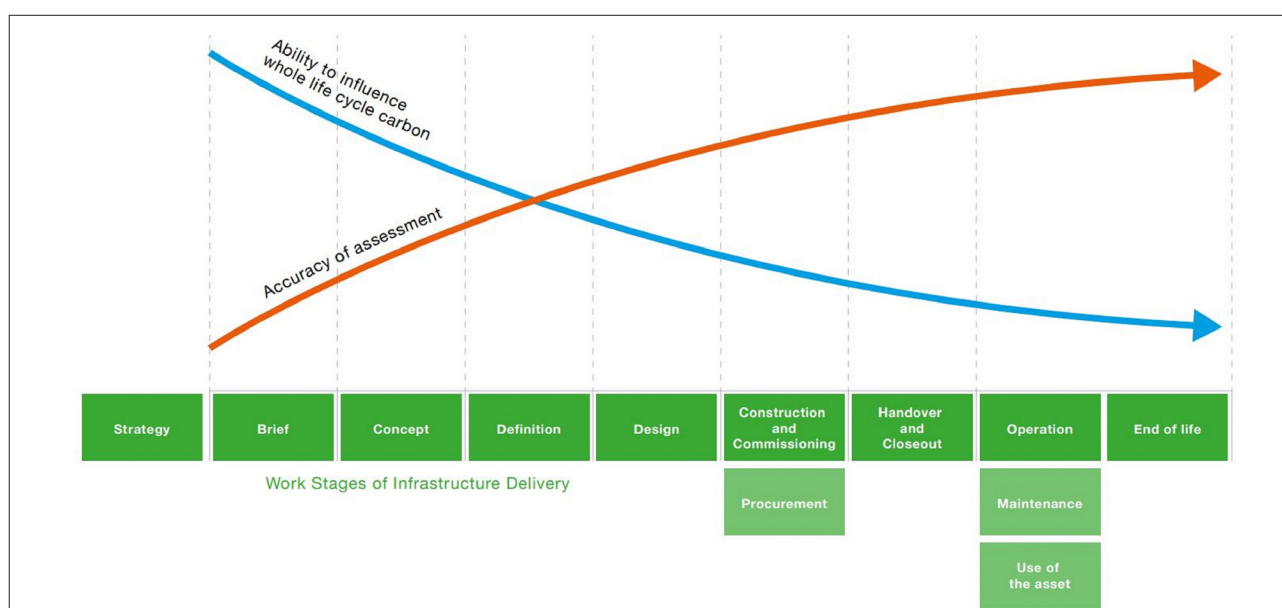 Ability to influence
whole life cycle carbon
Accuracy of assessment
Strategy
Brief
Concept
Definition
Design
Construction
and
Commissioning
Handover
and
Closeout
Operation
End of life
Work Stages of Infrastructure Delivery
Procurement
Maintenance
Use of
the asset